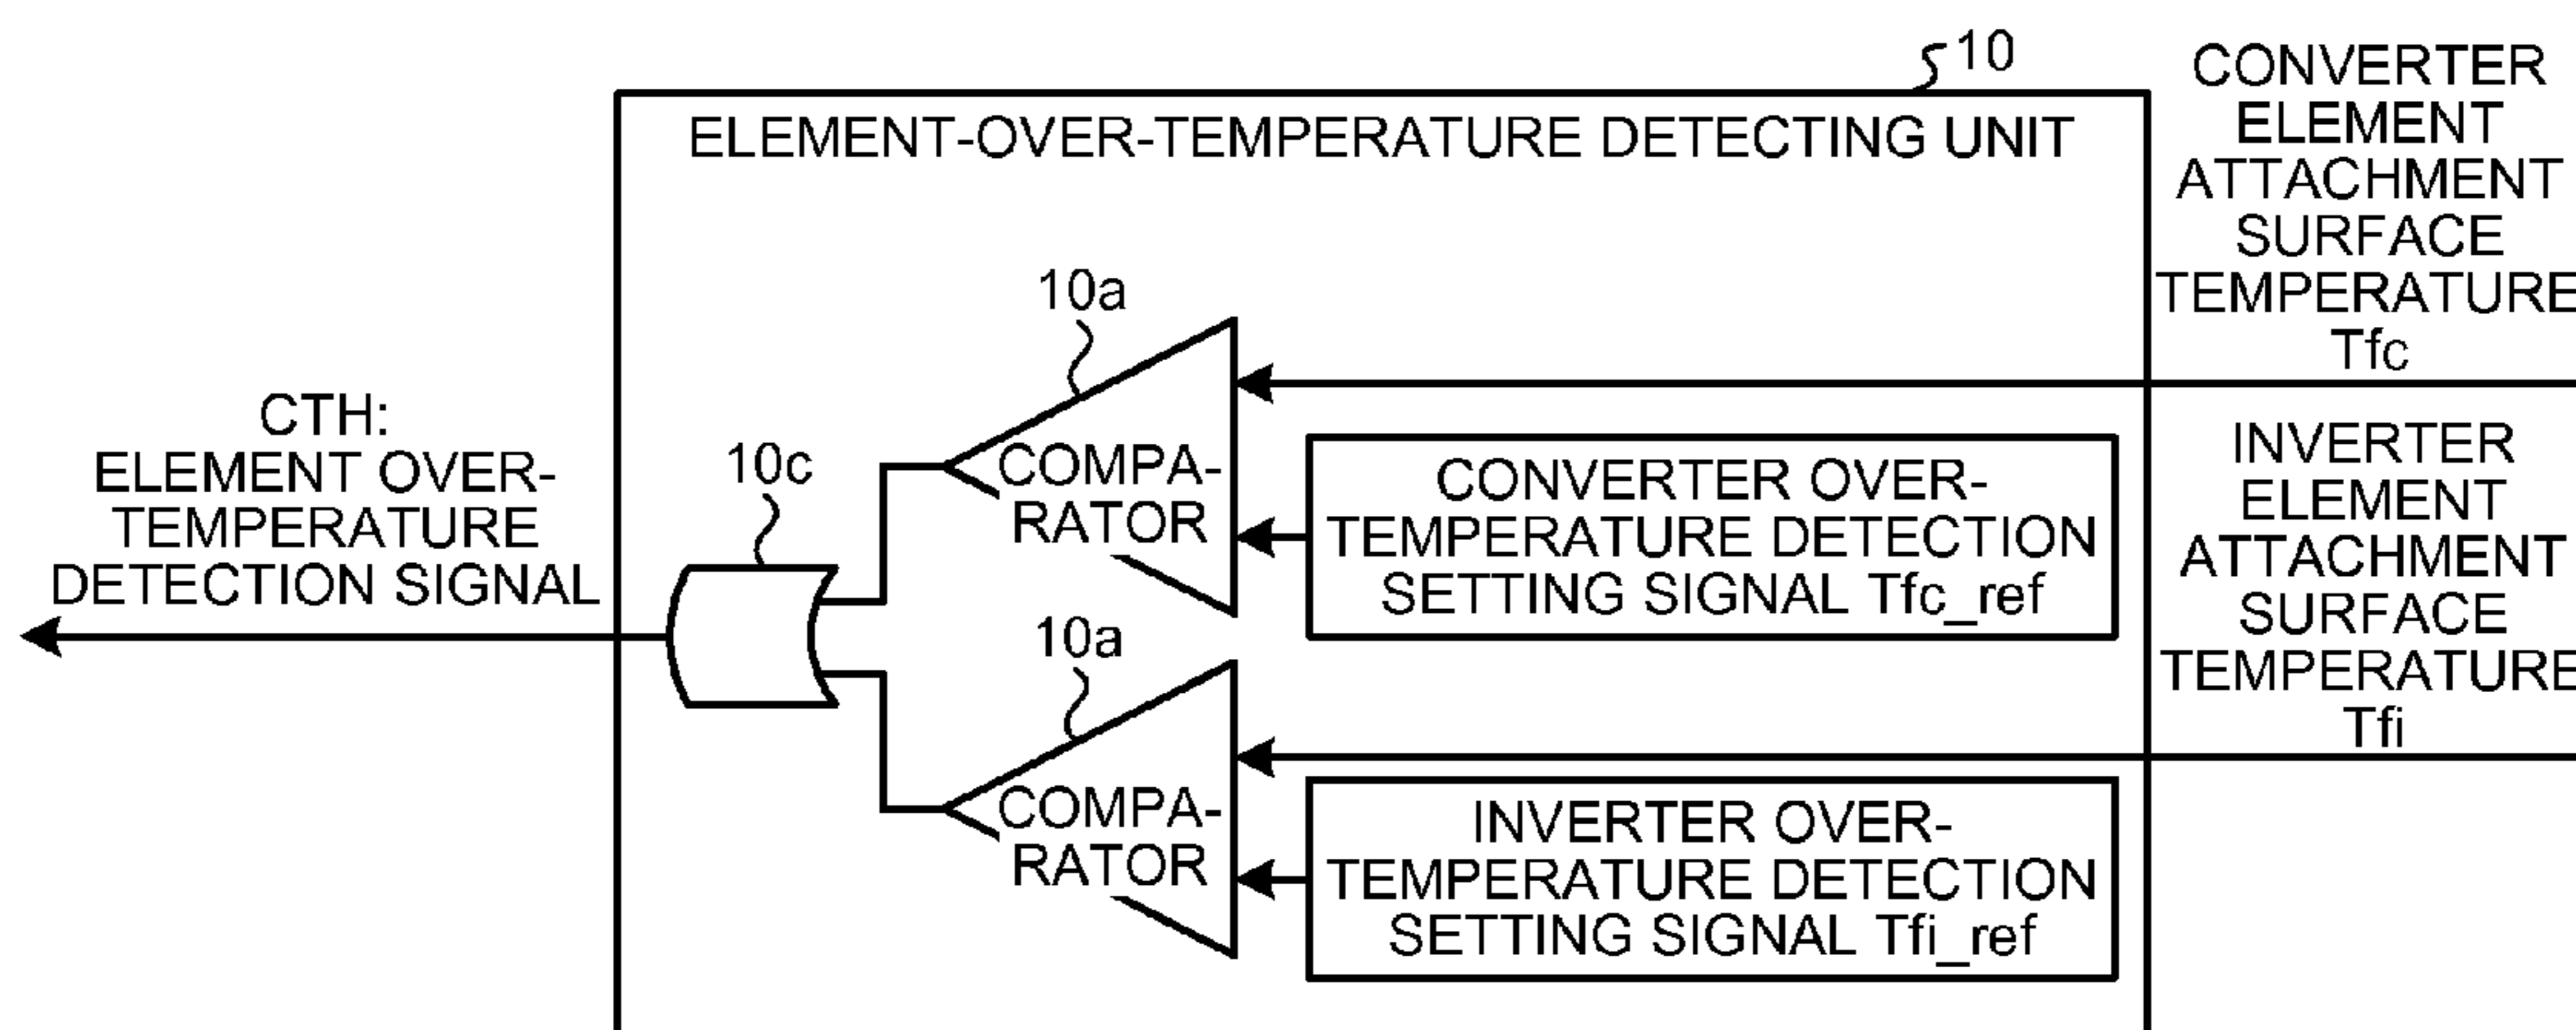 10
ELEMENT-OVER-TEMPERATURE DETECTING UNIT
CONVERTER
ELEMENT
ATTACHMENT
SURFACE
TEMPERATURE
Tfc
10a
COMPA-
RATOR
CONVERTER OVER-
TEMPERATURE DETECTION
SETTING SIGNAL Tfc_ref
CTH:
ELEMENT OVER-
TEMPERATURE
DETECTION SIGNAL
10c
INVERTER
ELEMENT
ATTACHMENT
SURFACE
TEMPERATURE
Tfi
10a
COMPA-
RATOR
INVERTER OVER-
TEMPERATURE DETECTION
SETTING SIGNAL Tfi_ref